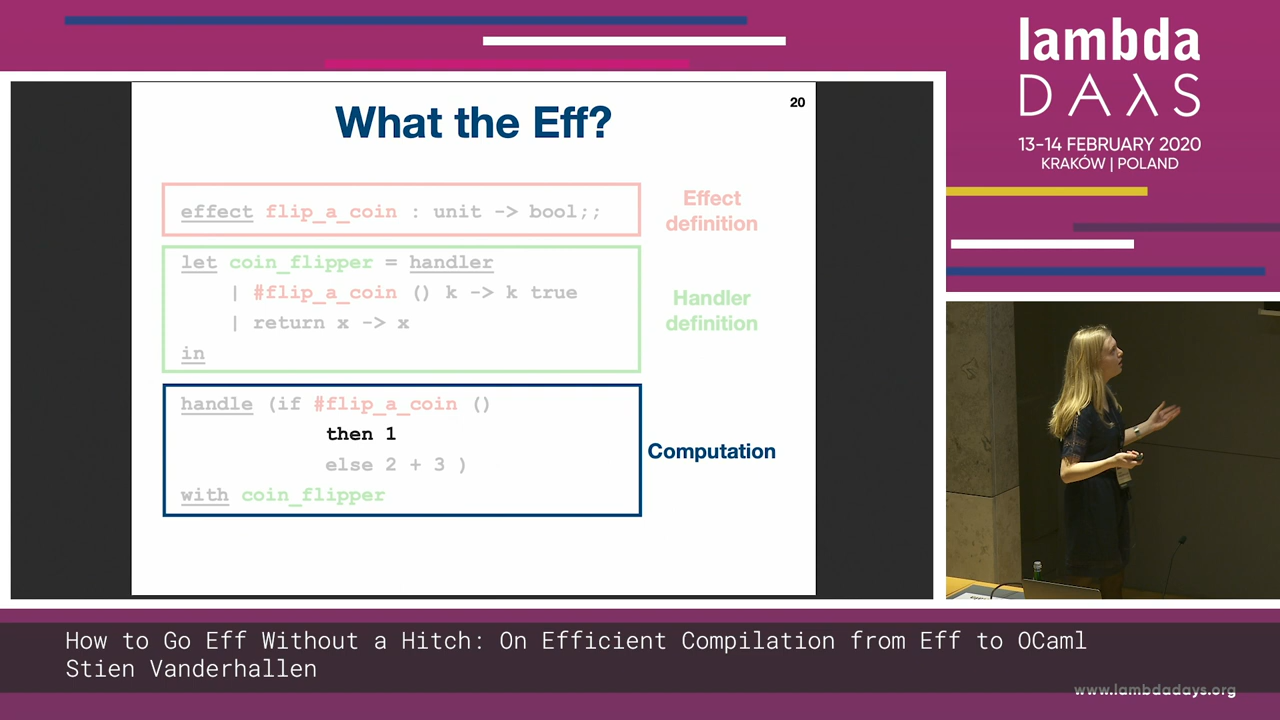 lambda
DAλS
13-14 FEBRUARY 2020
KRAKÓW | POLAND
20
What the Eff?
effect flip_a_coin : unit -> bool;;
Effect
definition
let coin_flipper = handler
| #flip_a_coin () k -> k true
| return x -> x
in
Handler
definition
handle (if #flip_a_coin ()
then 1
else 2 + 3 )
with coin_flipper
Computation
How to Go Eff Without a Hitch: On Efficient Compilation from Eff to OCaml
Stien Vanderhallen
www.lambdadays.org